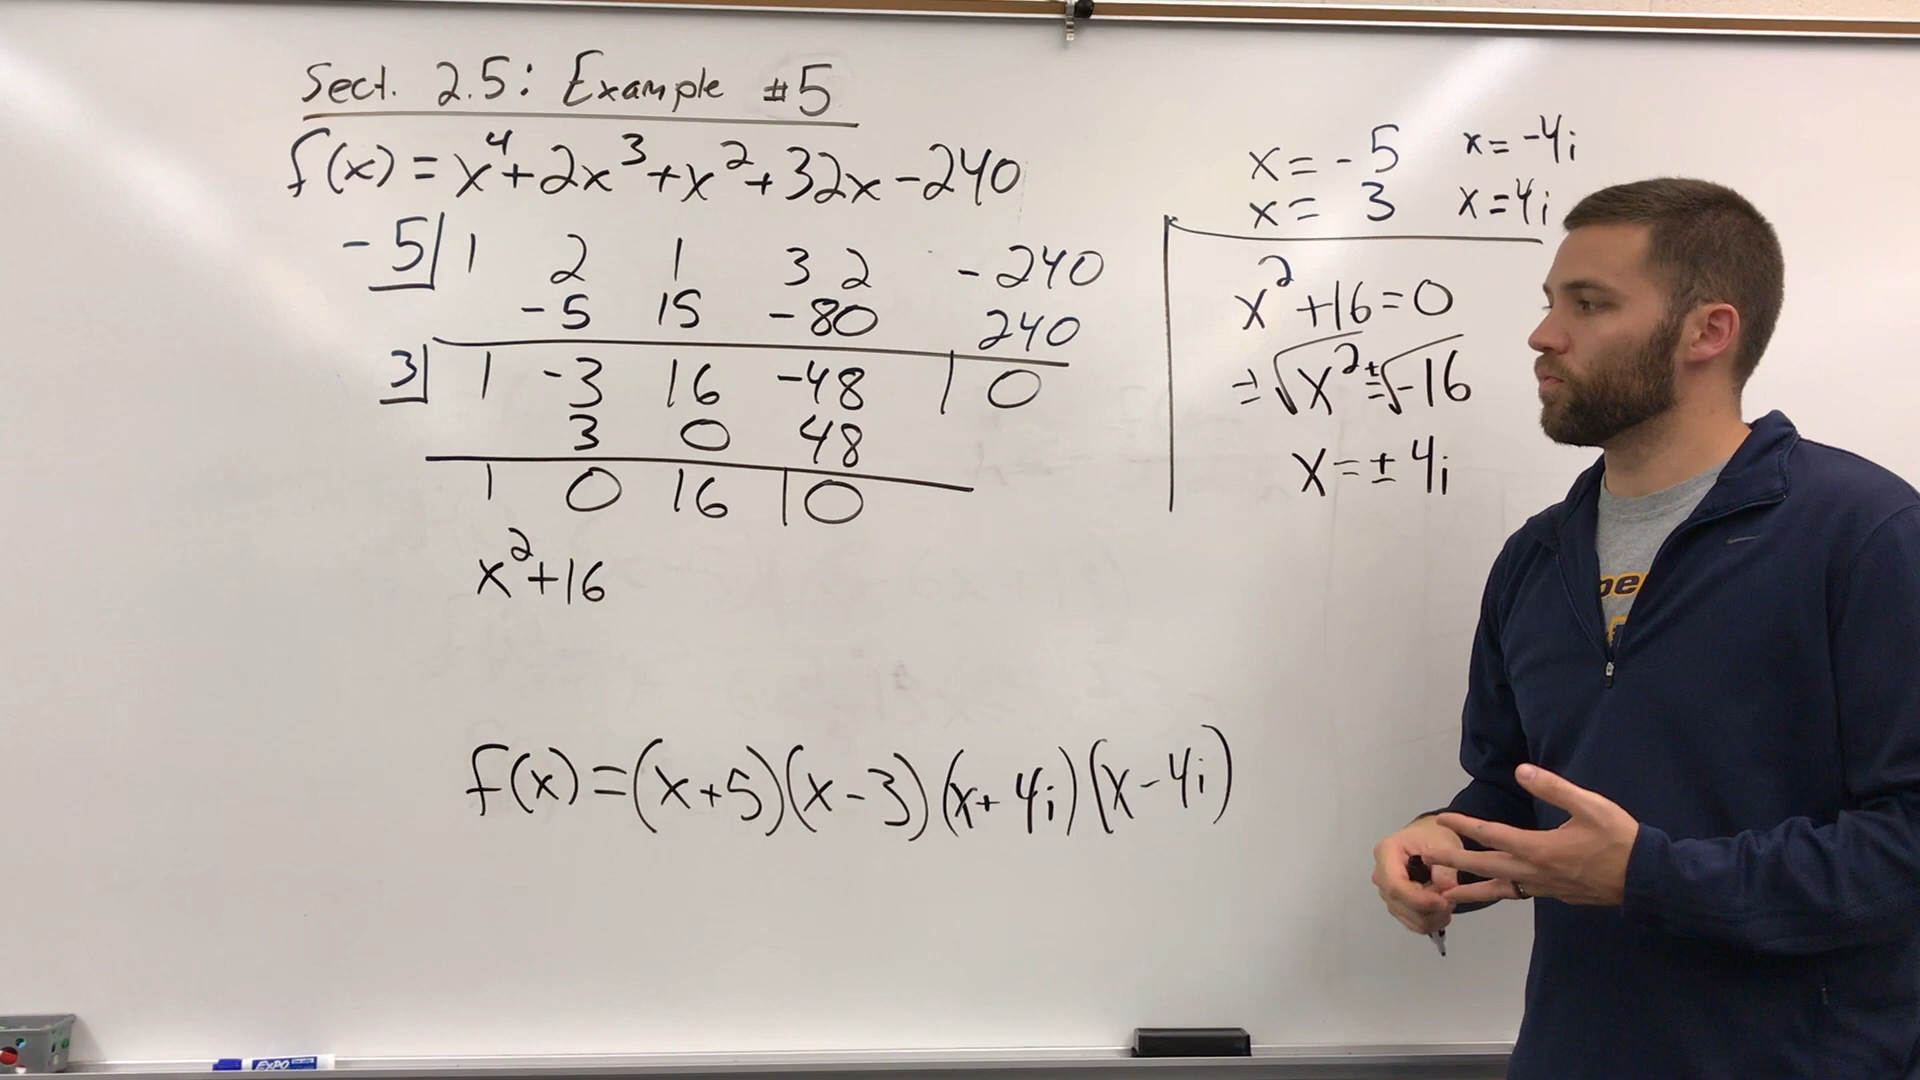 Sect. 2.5: Example #5
f(x) = x⁴+2x³+x²+32x-240
-5| 1 2 1 32 -240
-5 15 -80 240
3| 1 -3 16 -48 | 0
3 0 48
1 0 16 | 0
x²+16
f(x) = (x+5)(x-3)(x+4i)(x-4i)
x = -5 x = -4i
x = 3 x = 4i
x²+16=0
⇒ √x² = ±√-16
x = ± 4i
EXPO